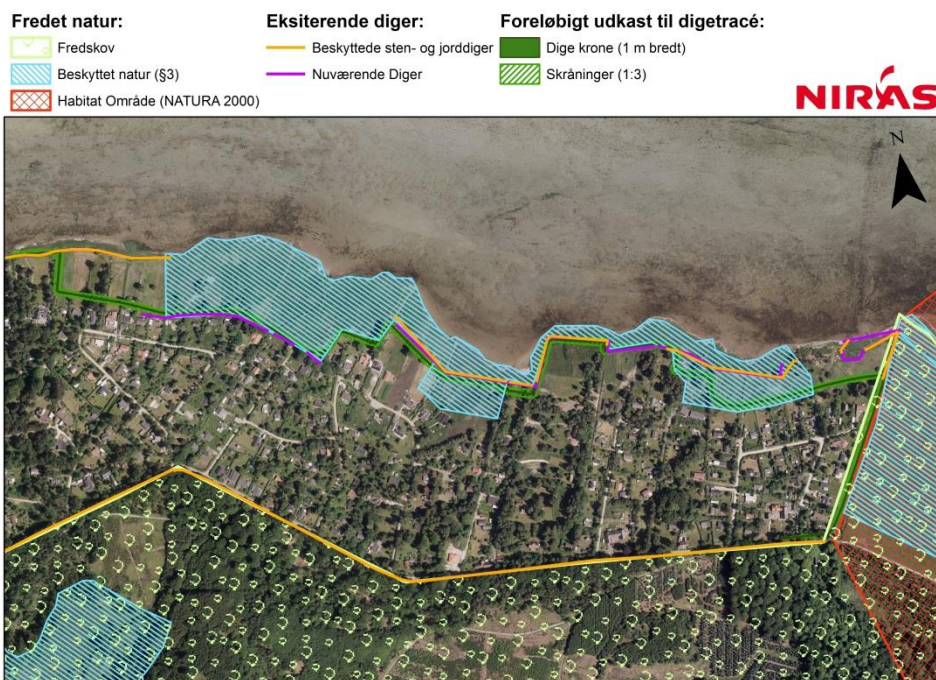 Fredet natur:
Fredskov
Beskyttet natur (§3)
Habitat Område (NATURA 2000)
Eksiterende diger:
Beskyttede sten- og jorddiger
Nuværende Diger
Foreløbigt udkast til digetracé:
Dige krone (1 m bredt)
Skråninger (1:3)
NIRAS
N